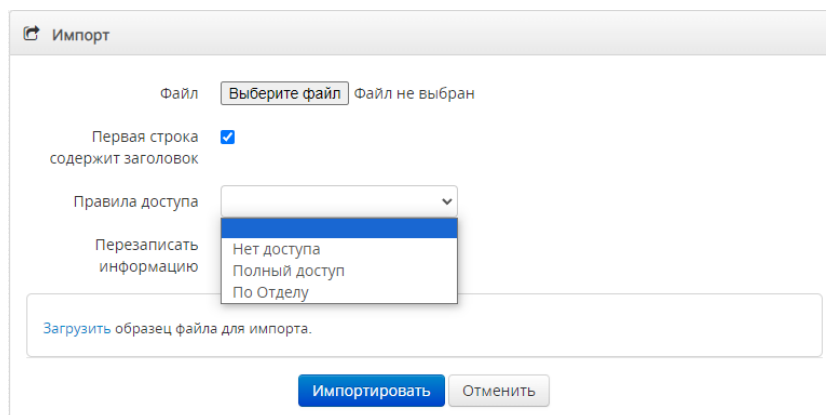 Импорт
Файл Выберите файл Файл не выбран
Первая строка
содержит заголовок
Правила доступа
Перезаписать
информацию
Нет доступа
Полный доступ
По Отделу
Загрузить образец файла для импорта.
Импортировать Отменить